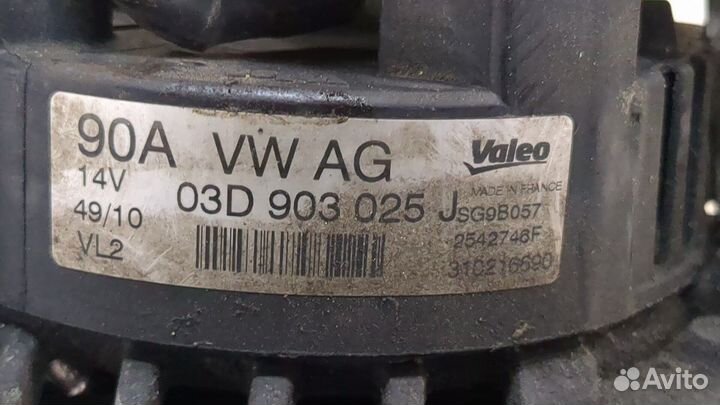 90A VW AG Valeo
14V MADE IN FRANCE
49/10 03D 903 025 J SG9B057
VL2 2542746F
310216690
Avito